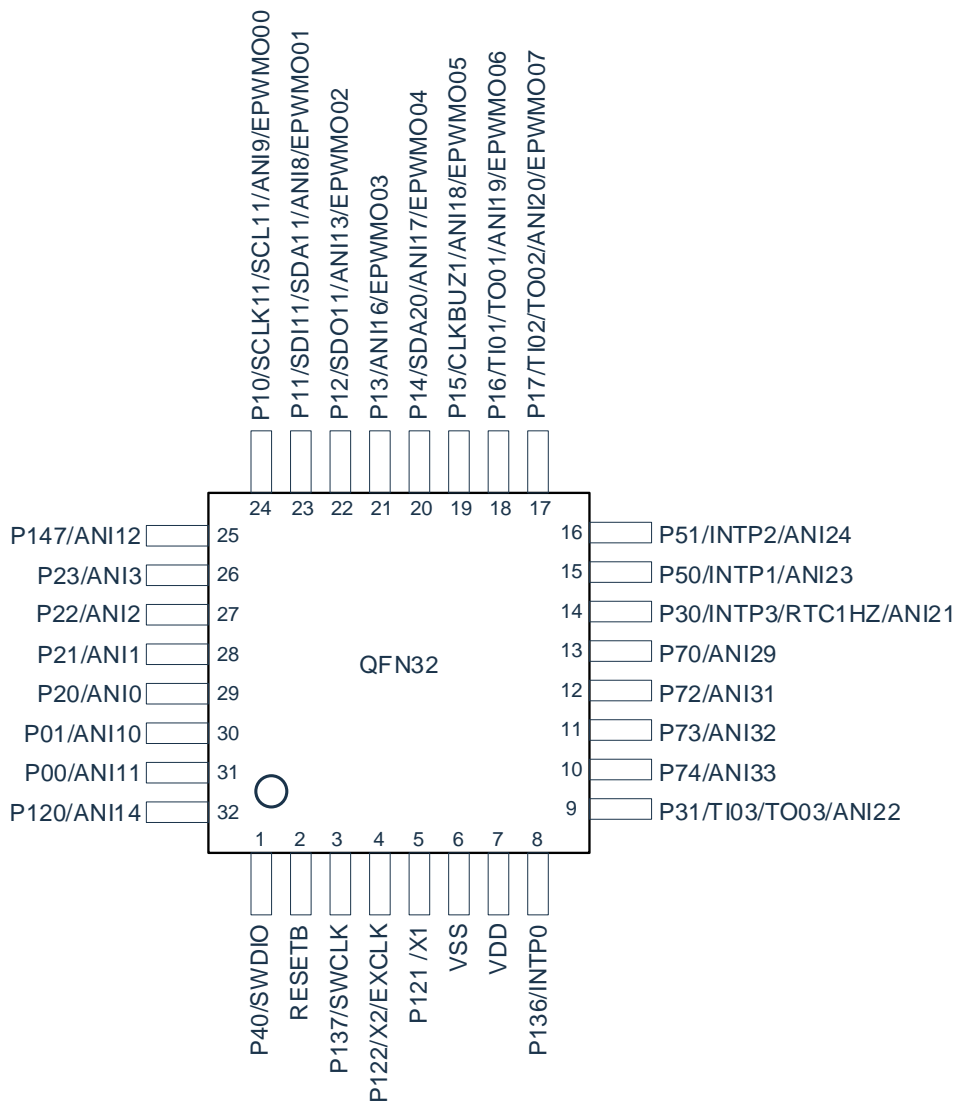 P10/SCLK11/SCL11/ANI9/EPWMO00
P11/SDI11/SDA11/ANI8/EPWMO01
P12/SDO11/ANI13/EPWMO02
P13/ANI16/EPWMO03
P14/SDA20/ANI17/EPWMO04
P15/CLKBUZ1/ANI18/EPWMO05
P16/TI01/TO01/ANI19/EPWMO06
P17/TI02/TO02/ANI20/EPWMO07
24 23 22 21 20 19 18 17
P147/ANI12 25
P23/ANI3 26
P22/ANI2 27
P21/ANI1 28
P20/ANI0 29
P01/ANI10 30
P00/ANI11 31
P120/ANI14 32
QFN32
16 P51/INTP2/ANI24
15 P50/INTP1/ANI23
14 P30/INTP3/RTC1HZ/ANI21
13 P70/ANI29
12 P72/ANI31
11 P73/ANI32
10 P74/ANI33
9 P31/TI03/TO03/ANI22
1 2 3 4 5 6 7 8
P40/SWDIO
RESETB
P137/SWCLK
P122/X2/EXCLK
P121 /X1
VSS
VDD
P136/INTP0